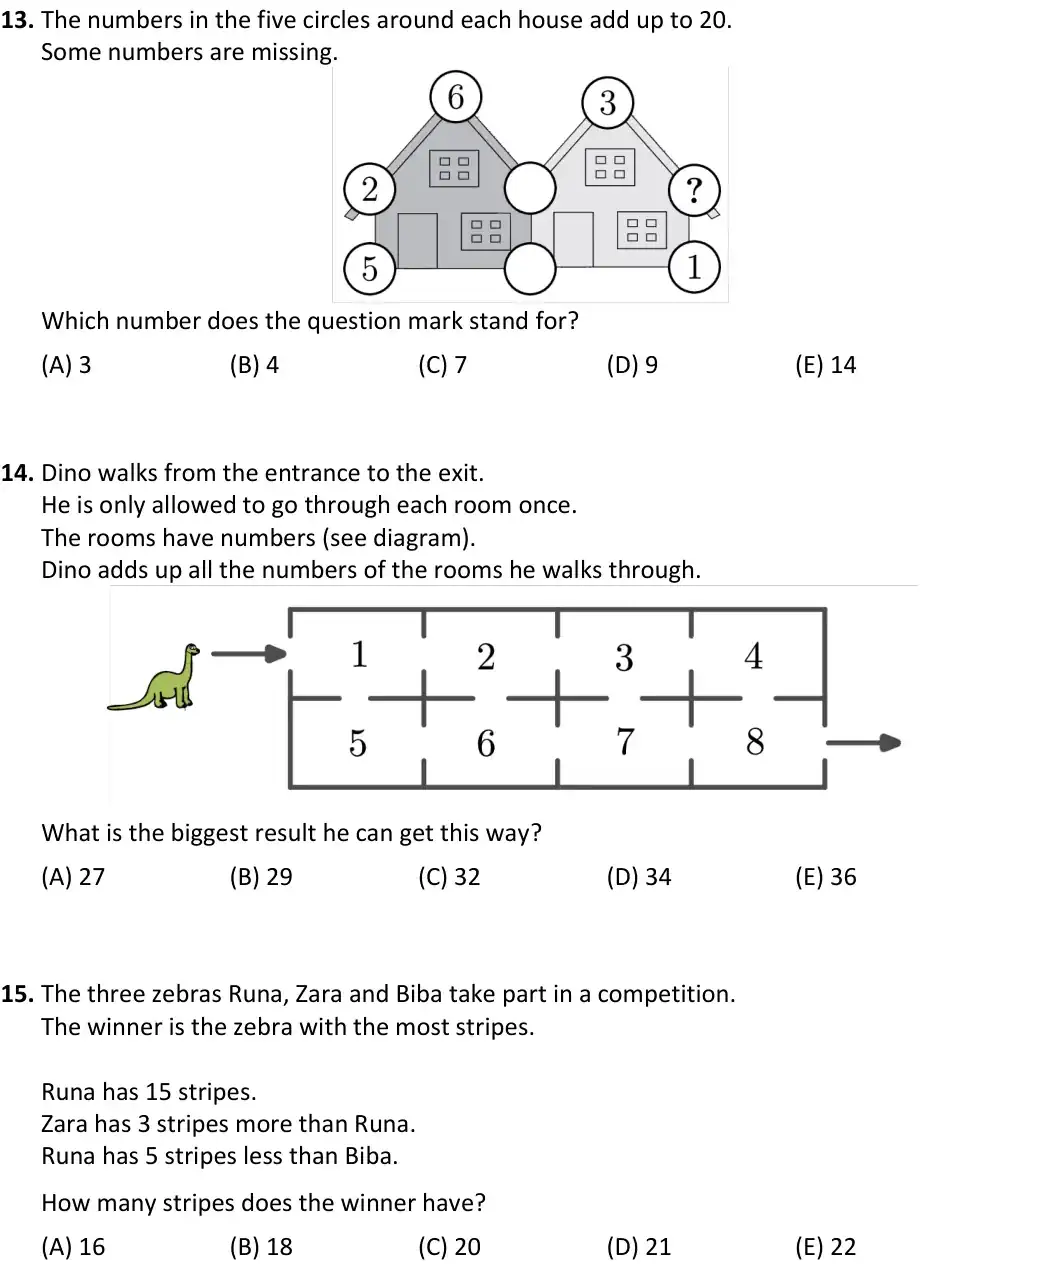 13. The numbers in the five circles around each house add up to 20.
Some numbers are missing.
6 3
2 ?
5 1
Which number does the question mark stand for?
(A) 3 (B) 4 (C) 7 (D) 9 (E) 14
14. Dino walks from the entrance to the exit.
He is only allowed to go through each room once.
The rooms have numbers (see diagram).
Dino adds up all the numbers of the rooms he walks through.
1 2 3 4
5 6 7 8
What is the biggest result he can get this way?
(A) 27 (B) 29 (C) 32 (D) 34 (E) 36
15. The three zebras Runa, Zara and Biba take part in a competition.
The winner is the zebra with the most stripes.
Runa has 15 stripes.
Zara has 3 stripes more than Runa.
Runa has 5 stripes less than Biba.
How many stripes does the winner have?
(A) 16 (B) 18 (C) 20 (D) 21 (E) 22